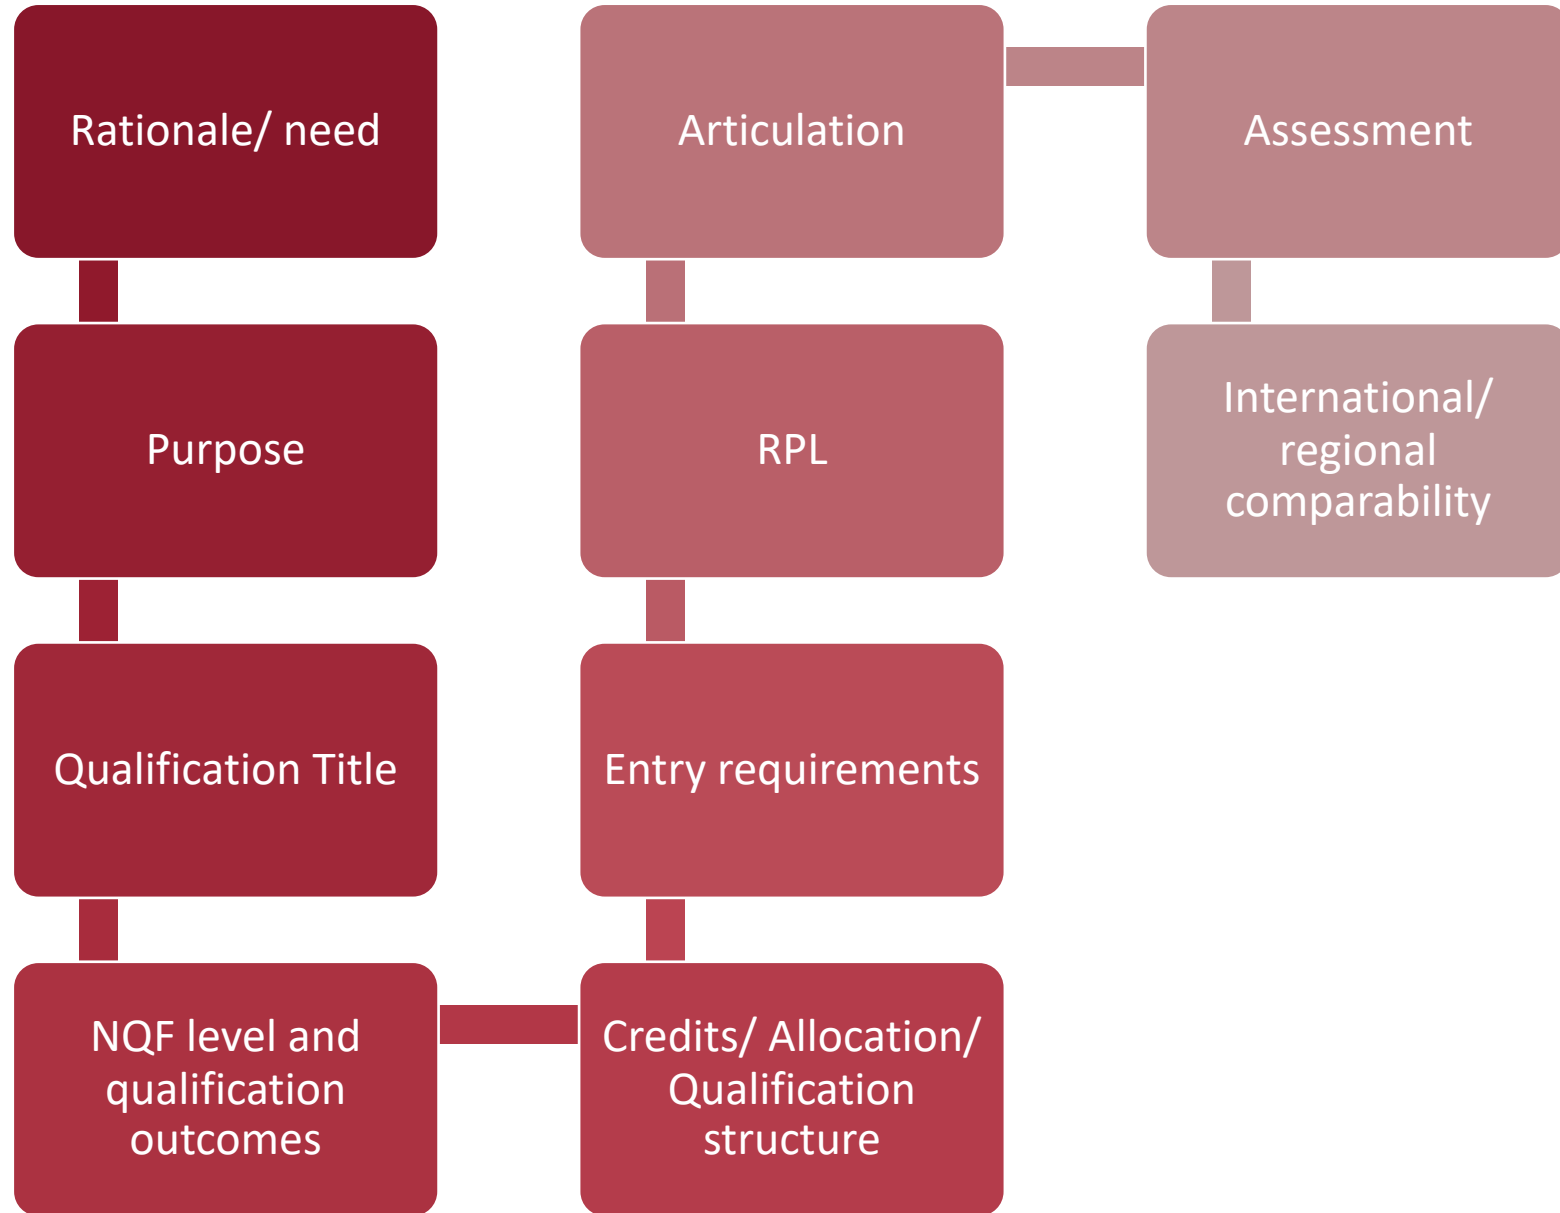 Rationale/ need
Purpose
Qualification Title
NQF level and
qualification
outcomes
Credits/ Allocation/
Qualification
structure
Entry requirements
RPL
Articulation
Assessment
International/
regional
comparability